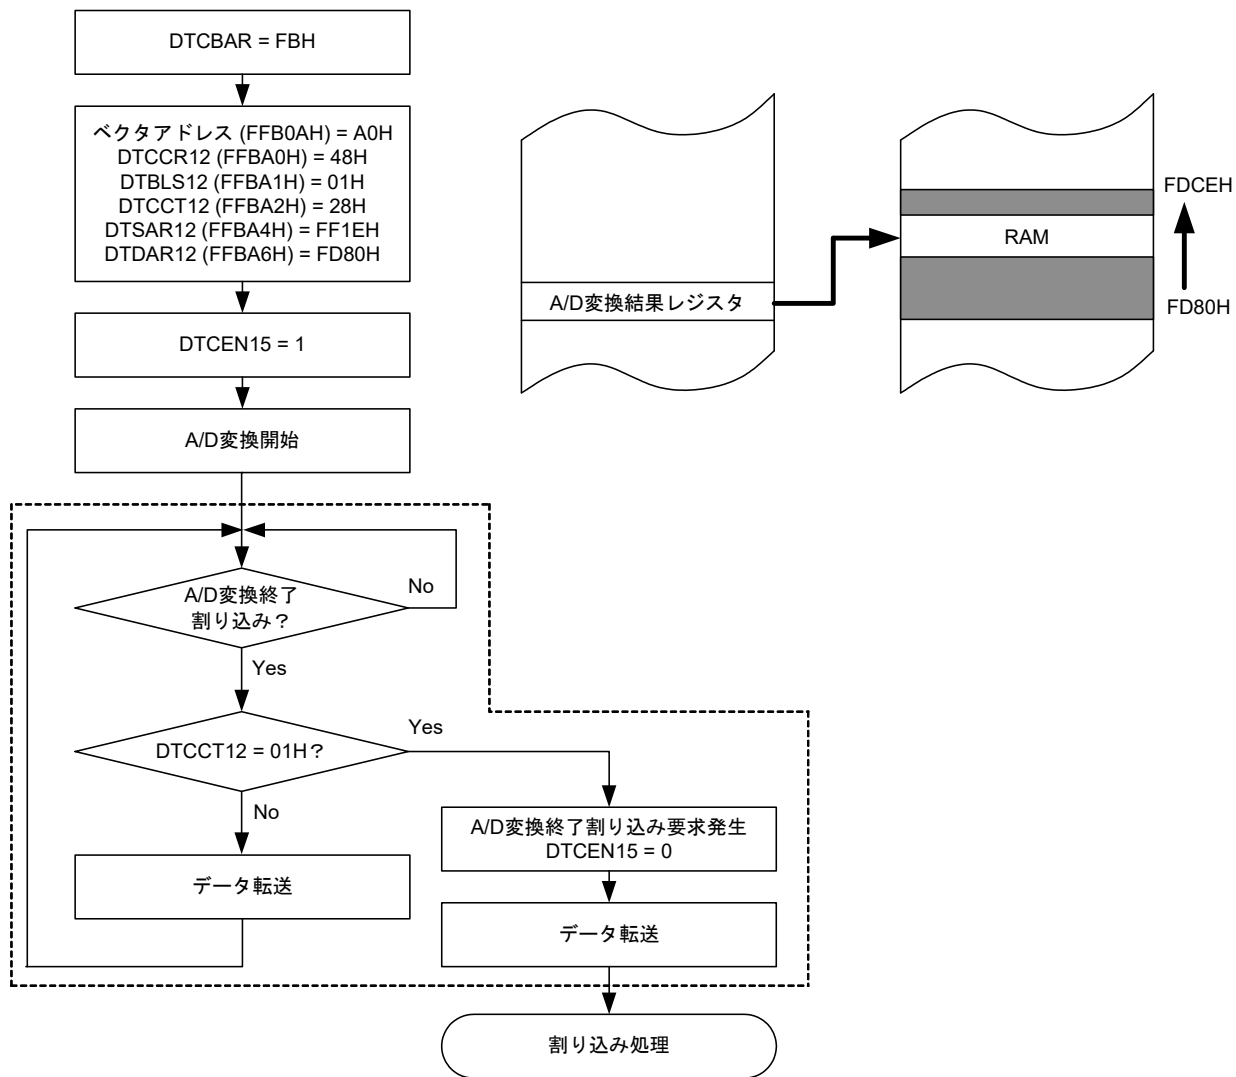 DTCBAR = FBH
ベクタアドレス (FFB0AH) = A0H
DTCCR12 (FFBA0H) = 48H
DTBLS12 (FFBA1H) = 01H
DTCCT12 (FFBA2H) = 28H
DTSAR12 (FFBA4H) = FF1EH
DTDAR12 (FFBA6H) = FD80H
DTCEN15 = 1
A/D変換開始
A/D変換終了
割り込み？
No
Yes
DTCCT12 = 01H？
Yes
No
データ転送
A/D変換終了割り込み要求発生
DTCEN15 = 0
データ転送
割り込み処理
A/D変換結果レジスタ
RAM
FDCEH
FD80H